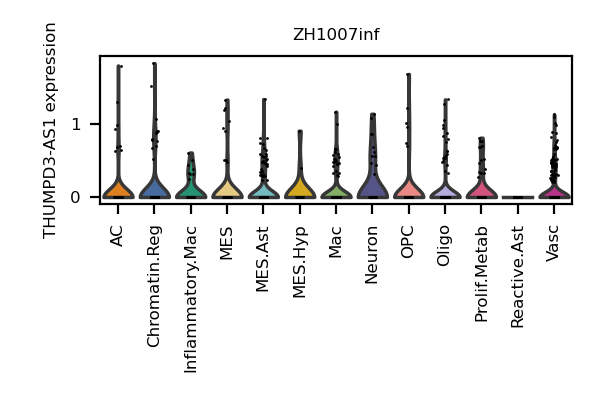 ZH1007inf
THUMPD3-AS1 expression
1
0
AC
Chromatin.Reg
Inflammatory.Mac
MES
MES.Ast
MES.Hyp
Mac
Neuron
OPC
Oligo
Prolif.Metab
Reactive.Ast
Vasc